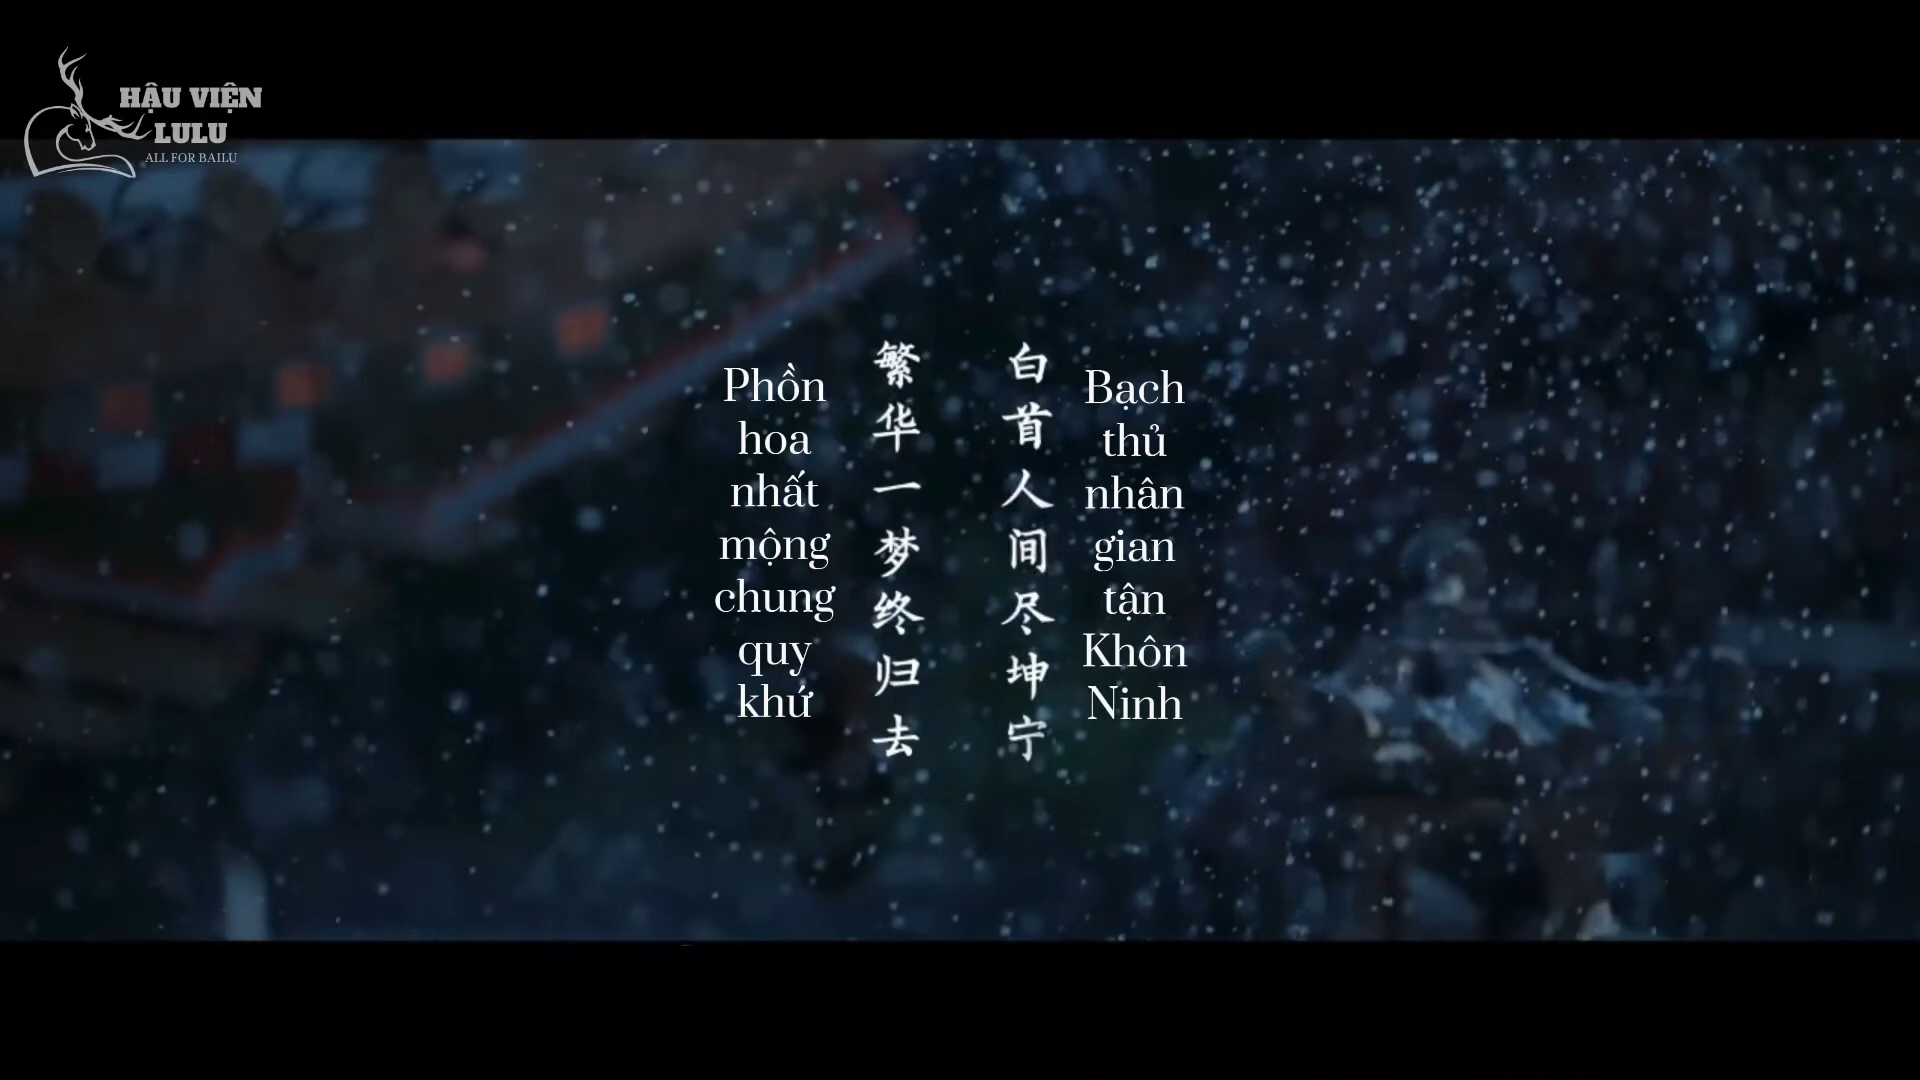 HẬU VIỆN
LULU
ALL FOR BAILU
白首人间尽坤宁
Bạch
thủ
nhân
gian
tận
Khôn
Ninh
繁华一梦终归去
Phồn
hoa
nhất
mộng
chung
quy
khứ